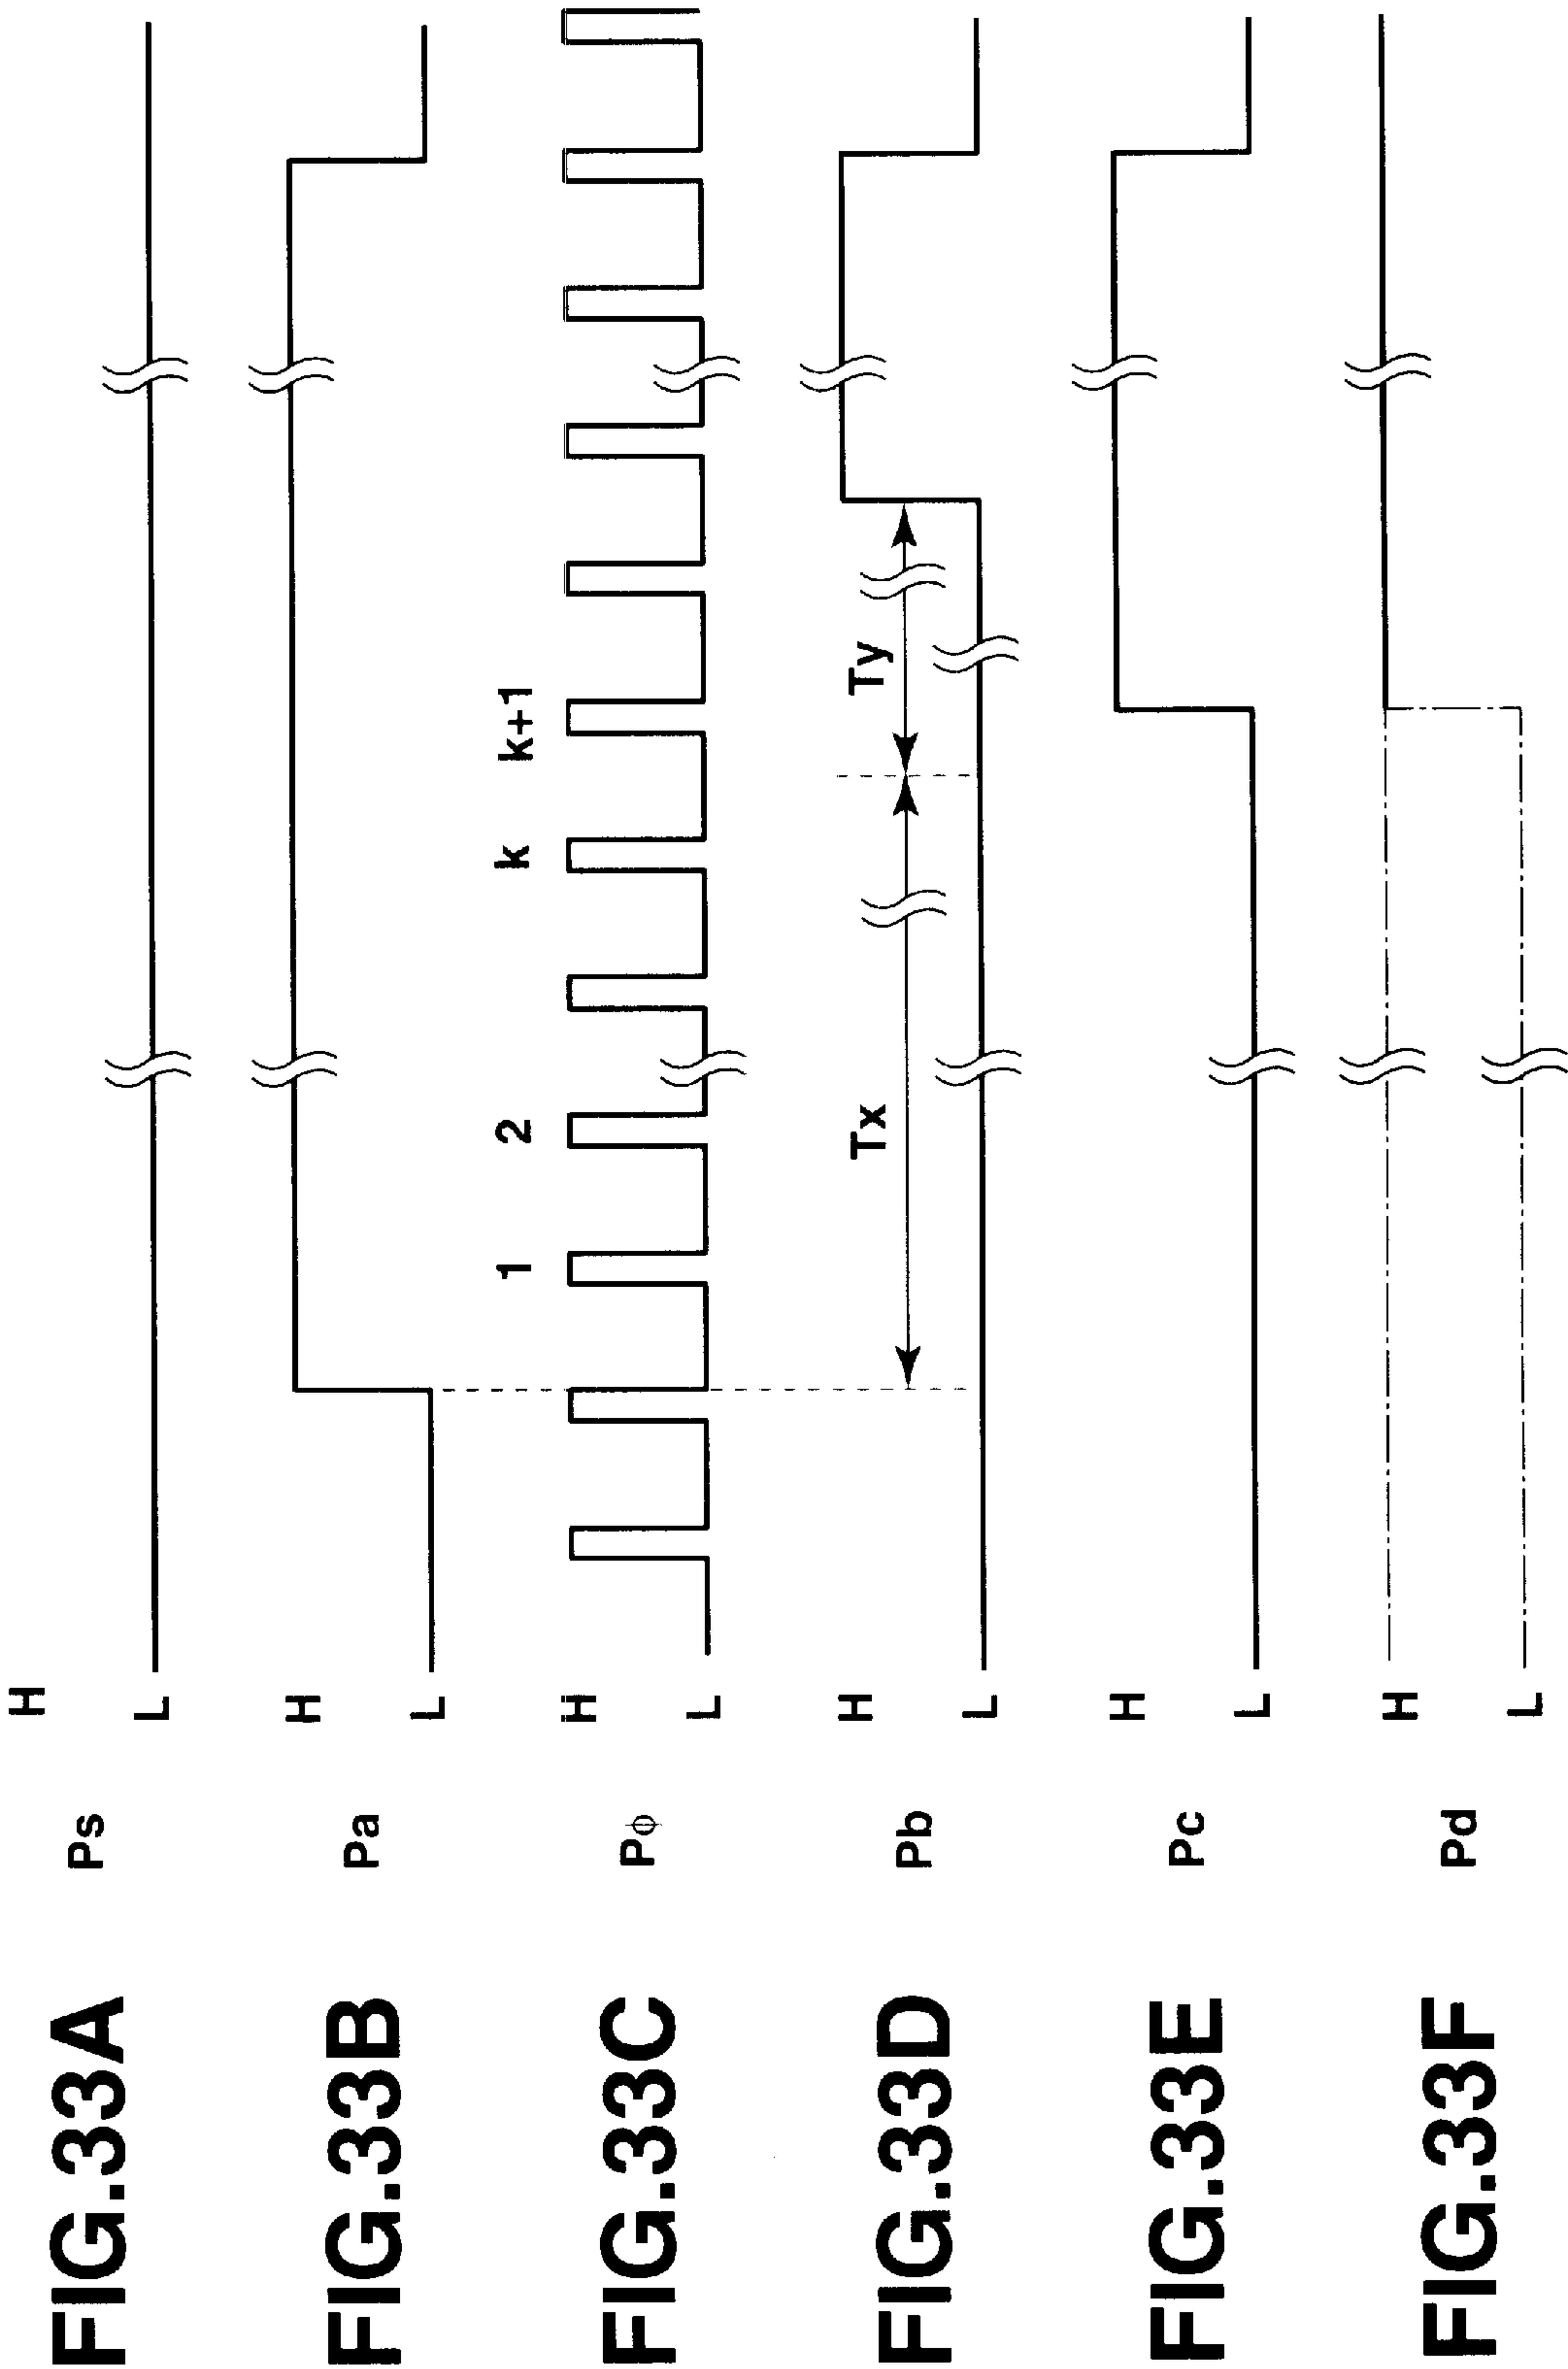 FIG.33A Ps H
L
FIG.33B Pa H
L
1 2 k k+1
FIG.33C Pϕ H
L
Tx Ty
FIG.33D Pb H
L
FIG.33E Pc H
L
FIG.33F Pd H
L